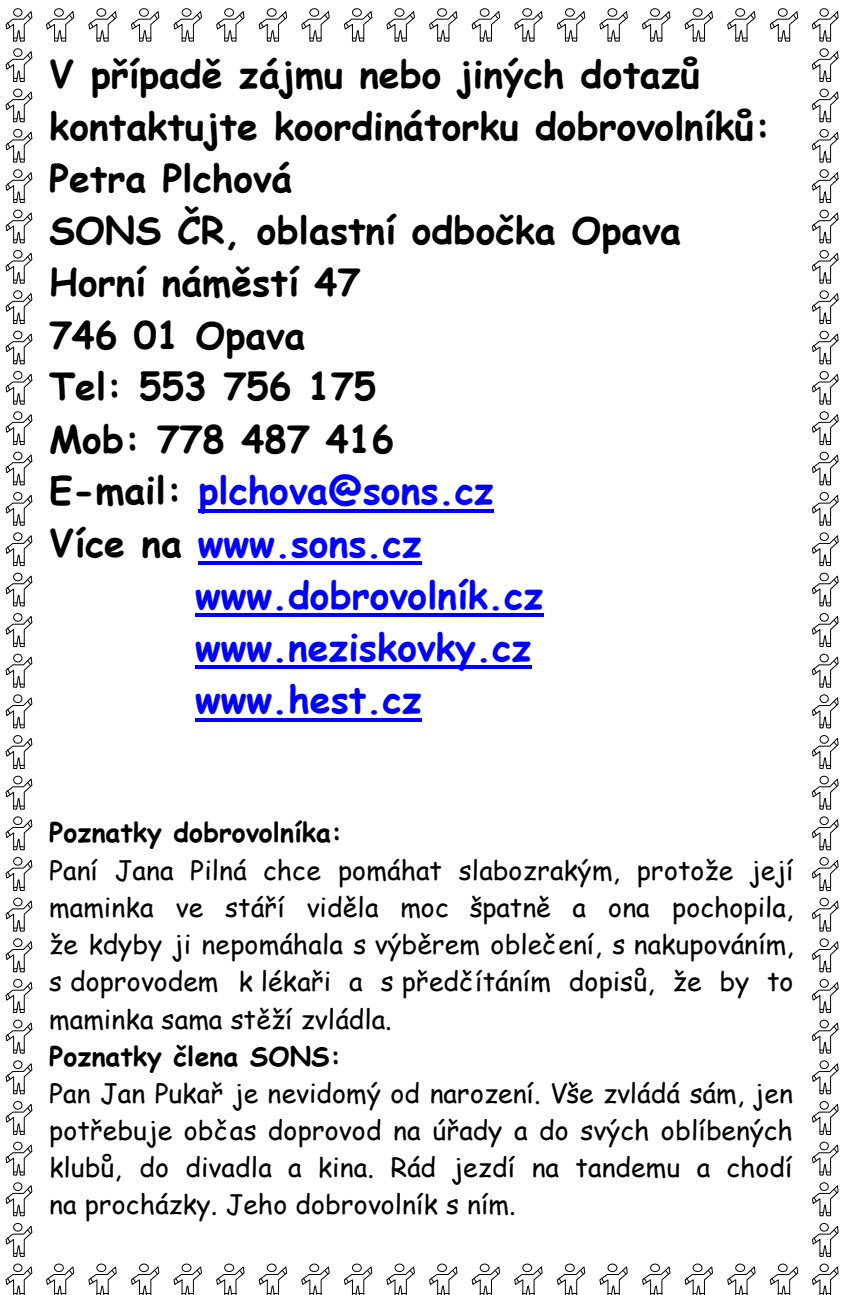 V případě zájmu nebo jiných dotazů
kontaktujte koordinátorku dobrovolníků:
Petra Plchová
SONS ČR, oblastní odbočka Opava
Horní náměstí 47
746 01 Opava
Tel: 553 756 175
Mob: 778 487 416
E-mail: plchova@sons.cz
Více na www.sons.cz
www.dobrovolník.cz
www.neziskovky.cz
www.hest.cz
Poznatky dobrovolníka:
Paní Jana Pilná chce pomáhat slabozrakým, protože její
maminka ve stáří viděla moc špatně a ona pochopila,
že kdyby ji nepomáhala s výběrem oblečení, s nakupováním,
s doprovodem k lékaři a s předčítáním dopisů, že by to
maminka sama stěží zvládla.
Poznatky člena SONS:
Pan Jan Pukař je nevidomý od narození. Vše zvládá sám, jen
potřebuje občas doprovod na úřady a do svých oblíbených
klubů, do divadla a kina. Rád jezdí na tandemu a chodí
na procházky. Jeho dobrovolník s ním.